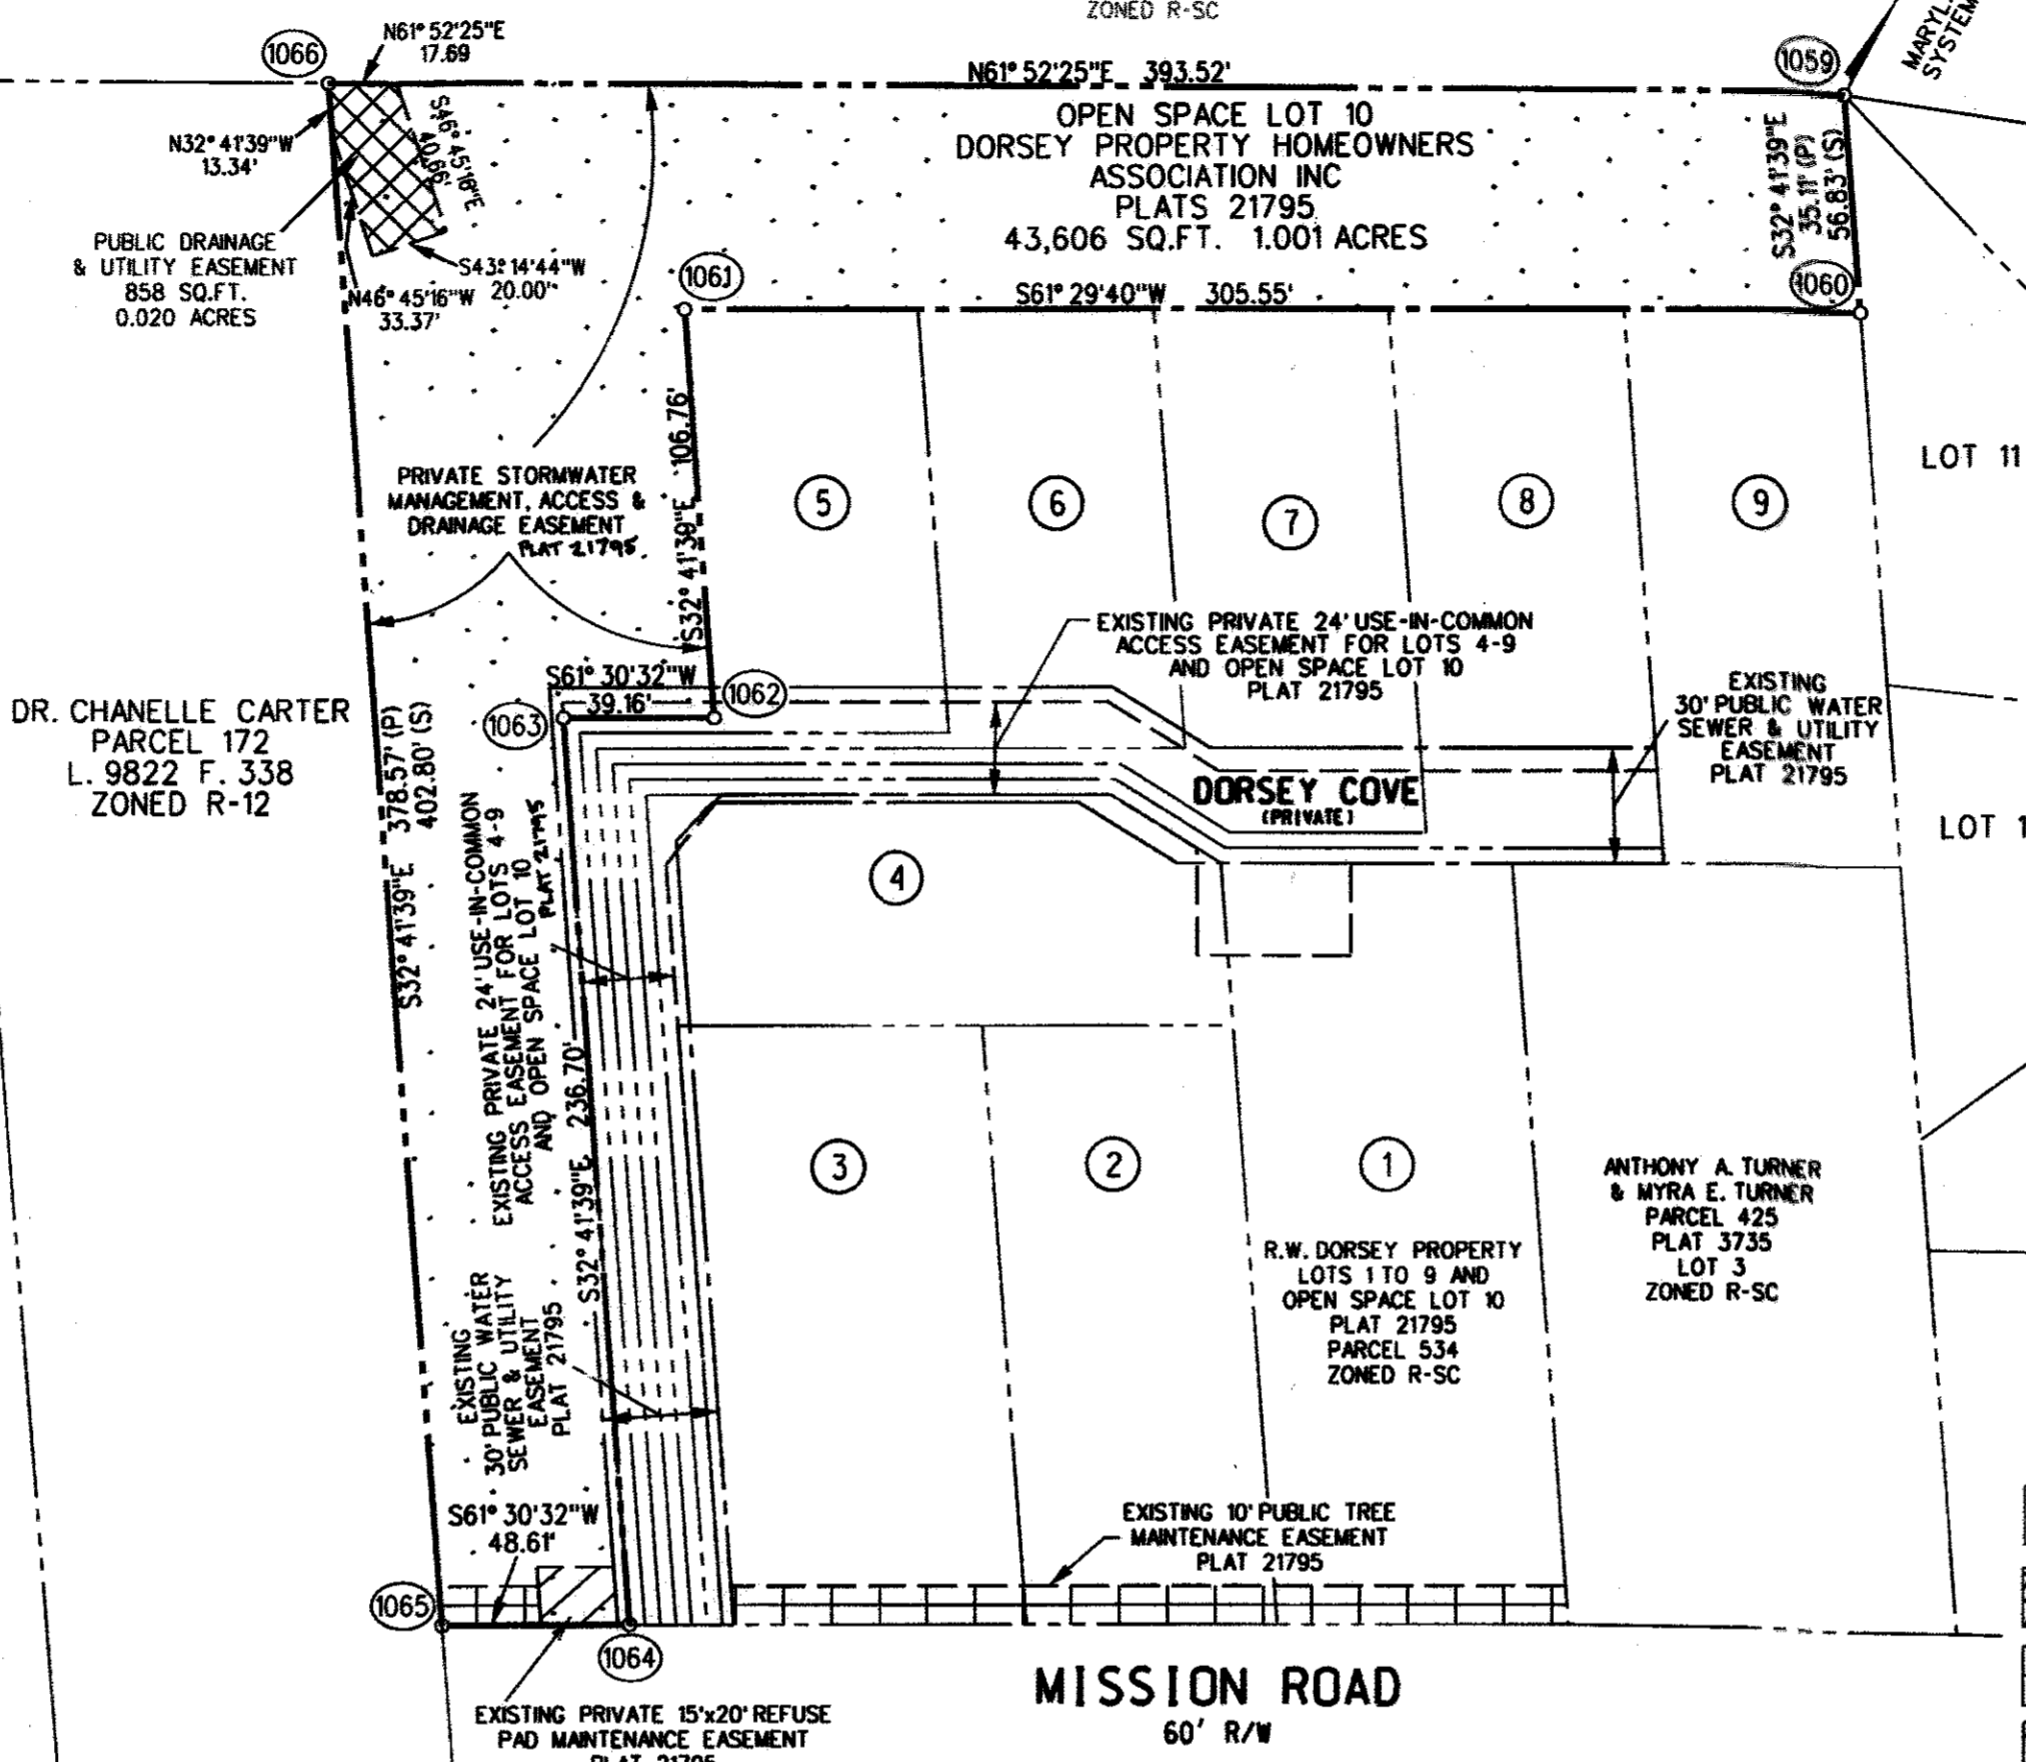 ZONED R-SC
MARYL
SYSTEM
1066
N61°52'25"E
17.69
N61°52'25"E 393.52'
1059
N32°41'39"W
13.34'
S46°45'16"E
40.66'
OPEN SPACE LOT 10
DORSEY PROPERTY HOMEOWNERS
ASSOCIATION INC
PLATS 21795
43,606 SQ.FT. 1.001 ACRES
S32°41'39"E
35.11' (P)
56.83' (S)
1060
PUBLIC DRAINAGE
& UTILITY EASEMENT
858 SQ.FT.
0.020 ACRES
S43°14'44"W
20.00'
N46°45'16"W
33.37'
1061
S61°29'40"W 305.55'
S32°41'39"E 106.76'
PRIVATE STORMWATER
MANAGEMENT, ACCESS &
DRAINAGE EASEMENT
PLAT 21795
5
6
7
8
9
LOT 11
EXISTING PRIVATE 24' USE-IN-COMMON
ACCESS EASEMENT FOR LOTS 4-9
AND OPEN SPACE LOT 10
PLAT 21795
S61°30'32"W
39.16'
1062
1063
EXISTING
30' PUBLIC WATER
SEWER & UTILITY
EASEMENT
PLAT 21795
DR. CHANELLE CARTER
PARCEL 172
L. 9822 F. 338
ZONED R-12
S32°41'39"E 378.57' (P)
402.80' (S)
DORSEY COVE
(PRIVATE)
LOT 1
4
EXISTING PRIVATE 24' USE-IN-COMMON
ACCESS EASEMENT FOR LOTS 4-9
AND OPEN SPACE LOT 10
PLAT 21795
S32°41'39"E 236.70'
3
2
1
ANTHONY A. TURNER
& MYRA E. TURNER
PARCEL 425
PLAT 3735
LOT 3
ZONED R-SC
R.W. DORSEY PROPERTY
LOTS 1 TO 9 AND
OPEN SPACE LOT 10
PLAT 21795
PARCEL 534
ZONED R-SC
EXISTING
30' PUBLIC WATER
SEWER & UTILITY
EASEMENT
PLAT 21795
S61°30'32"W
48.61'
EXISTING 10' PUBLIC TREE
MAINTENANCE EASEMENT
PLAT 21795
1065
1064
MISSION ROAD
60' R/W
EXISTING PRIVATE 15'x20' REFUSE
PAD MAINTENANCE EASEMENT
PLAT 21795